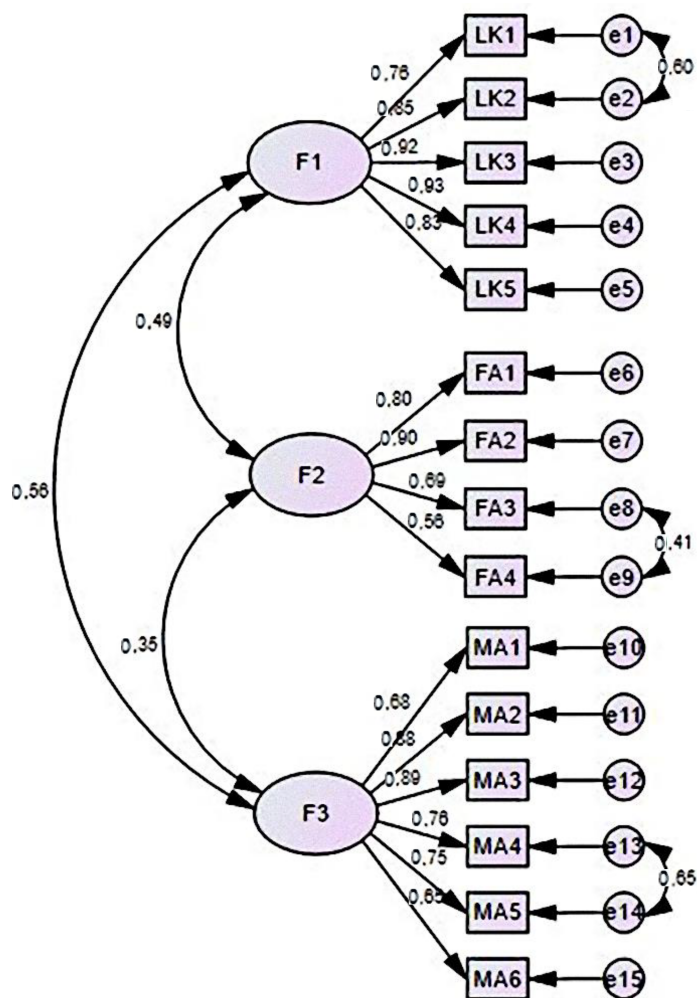 LK1
e1
0,76
0,60
LK2
e2
0,85
F1
0,92
LK3
e3
0,93
LK4
e4
0,83
LK5
e5
0,49
FA1
e6
0,80
0,90
FA2
e7
F2
0,69
FA3
e8
0,56
0,41
FA4
e9
0,56
0,35
MA1
e10
0,68
MA2
e11
0,88
0,89
MA3
e12
F3
0,76
MA4
e13
0,75
0,65
MA5
e14
0,65
MA6
e15